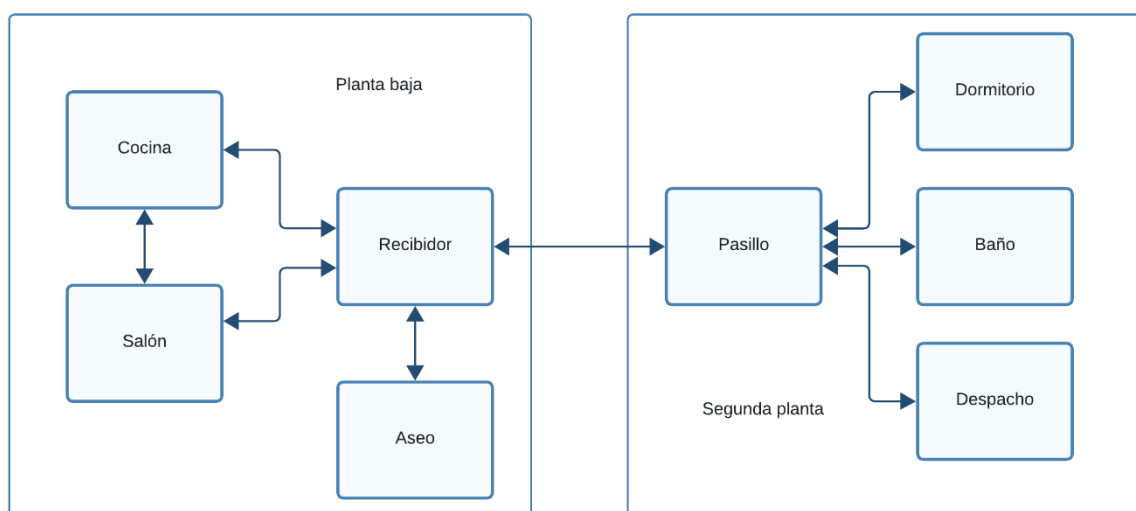 Planta baja
Cocina
Recibidor
Salón
Aseo
Dormitorio
Pasillo
Baño
Despacho
Segunda planta